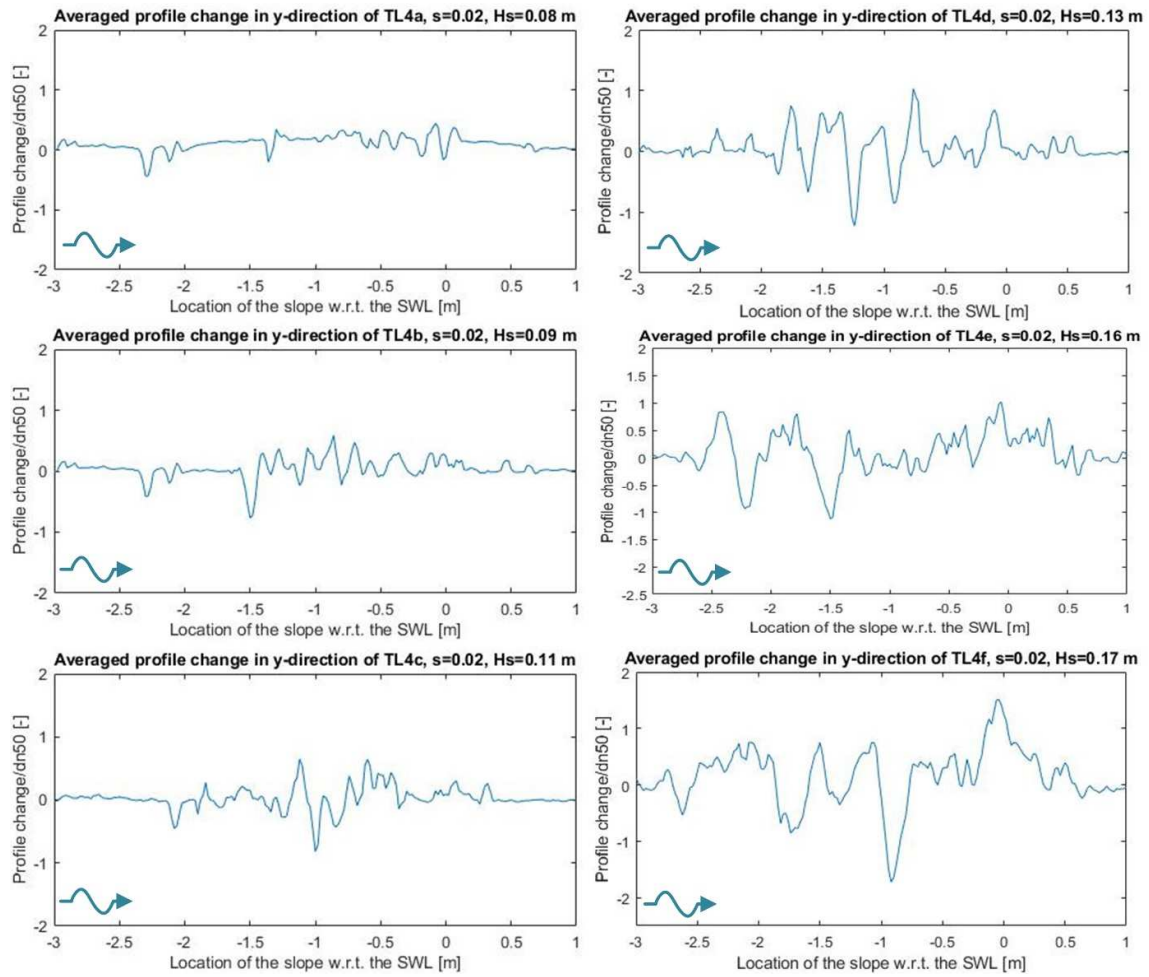 Averaged profile change in y-direction of TL4a, s=0.02, Hs=0.08 m
2
1
0
-1
-2
Profile change/dn50 [-]
-3 -2.5 -2 -1.5 -1 -0.5 0 0.5 1
Location of the slope w.r.t. the SWL [m]
Averaged profile change in y-direction of TL4d, s=0.02, Hs=0.13 m
2
1
0
-1
-2
Profile change/dn50 [-]
-3 -2.5 -2 -1.5 -1 -0.5 0 0.5 1
Location of the slope w.r.t. the SWL [m]
Averaged profile change in y-direction of TL4b, s=0.02, Hs=0.09 m
2
1
0
-1
-2
Profile change/dn50 [-]
-3 -2.5 -2 -1.5 -1 -0.5 0 0.5 1
Location of the slope w.r.t. the SWL [m]
Averaged profile change in y-direction of TL4e, s=0.02, Hs=0.16 m
2
1.5
1
0.5
0
-0.5
-1
-1.5
-2
-2.5
Profile change/dn50 [-]
-3 -2.5 -2 -1.5 -1 -0.5 0 0.5 1
Location of the slope w.r.t. the SWL [m]
Averaged profile change in y-direction of TL4c, s=0.02, Hs=0.11 m
2
1
0
-1
-2
Profile change/dn50 [-]
-3 -2.5 -2 -1.5 -1 -0.5 0 0.5 1
Location of the slope w.r.t. the SWL [m]
Averaged profile change in y-direction of TL4f, s=0.02, Hs=0.17 m
2
1
0
-1
-2
Profile change/dn50 [-]
-3 -2.5 -2 -1.5 -1 -0.5 0 0.5 1
Location of the slope w.r.t. the SWL [m]